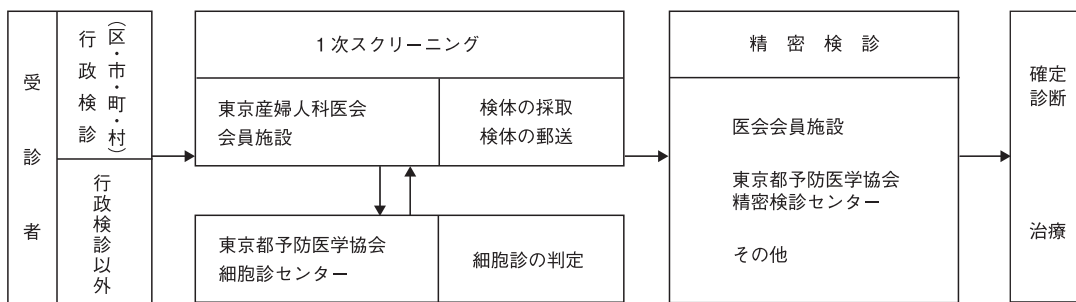 受診者
行政検診
(区・市・町・村)
行政検診以外
1次スクリーニング
東京産婦人科医会
会員施設
検体の採取
検体の郵送
東京都予防医学協会
細胞診センター
細胞診の判定
精密検診
医会会員施設
東京都予防医学協会
精密検診センター
その他
確定
診断
治療